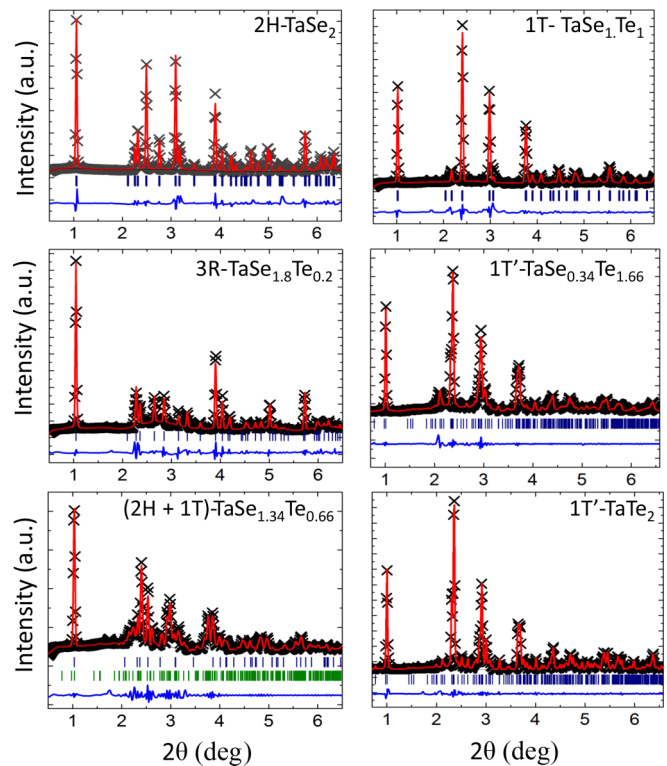 2H-TaSe2
Intensity (a.u.)
1 2 3 4 5 6
1T- TaSe1.Te1
1 2 3 4 5 6
3R-TaSe1.8Te0.2
Intensity (a.u.)
1 2 3 4 5 6
1T’-TaSe0.34Te1.66
1 2 3 4 5 6
(2H + 1T)-TaSe1.34Te0.66
Intensity (a.u.)
1 2 3 4 5 6
2θ (deg)
1T’-TaTe2
1 2 3 4 5 6
2θ (deg)